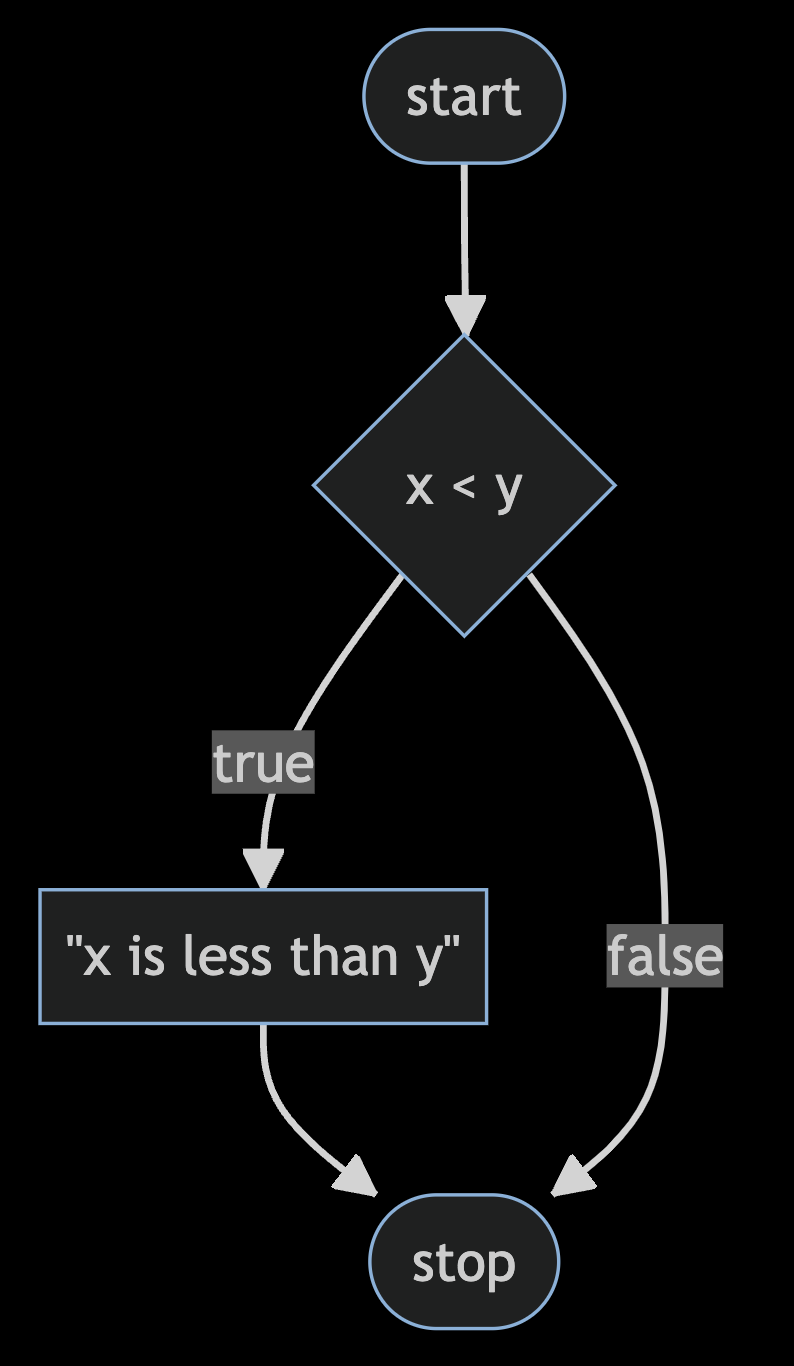 start
x < y
true
"x is less than y"
false
stop